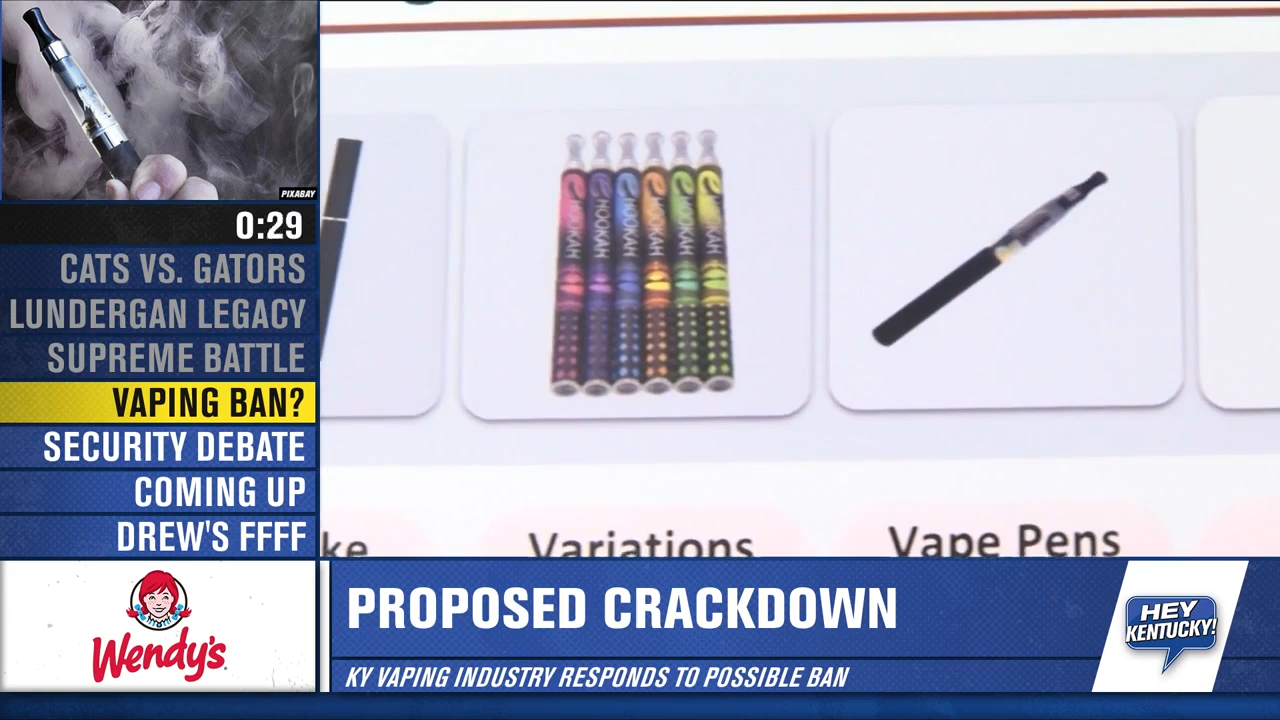 PIXABAY
0:29
CATS VS. GATORS
LUNDERGAN LEGACY
SUPREME BATTLE
VAPING BAN?
SECURITY DEBATE
COMING UP
DREW'S FFFF
Wendy's
HOOKAH HOOKAH HOOKAH HOOKAH HOOKAH HOOKAH
ke Variations Vape Pens
PROPOSED CRACKDOWN
KY VAPING INDUSTRY RESPONDS TO POSSIBLE BAN
HEY
KENTUCKY!